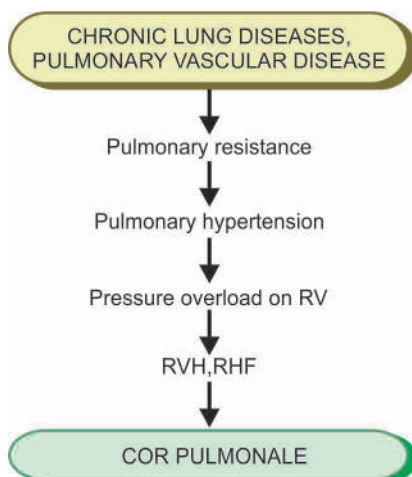 CHRONIC LUNG DISEASES,
PULMONARY VASCULAR DISEASE
Pulmonary resistance
Pulmonary hypertension
Pressure overload on RV
RVH,RHF
COR PULMONALE